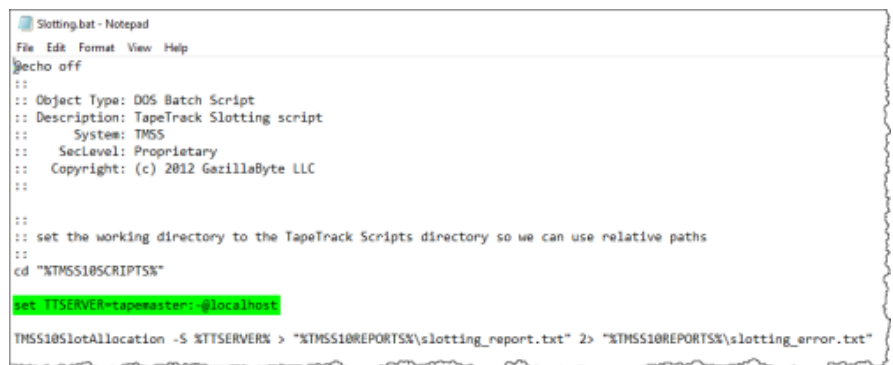 Slotting.bat - Notepad
File Edit Format View Help
@echo off
::
:: Object Type: DOS Batch Script
:: Description: TapeTrack Slotting script
:: System: TMSS
:: SecLevel: Proprietary
:: Copyright: (c) 2012 GazillaByte LLC
::
::
:: set the working directory to the TapeTrack Scripts directory so we can use relative paths
::
cd "%TMSS10SCRIPTS%"
set TTSERVER=tapemaster:-@localhost
TMSS10SlotAllocation -S %TTSERVER% > "%TMSS10REPORTS%\slotting_report.txt" 2> "%TMSS10REPORTS%\slotting_error.txt"